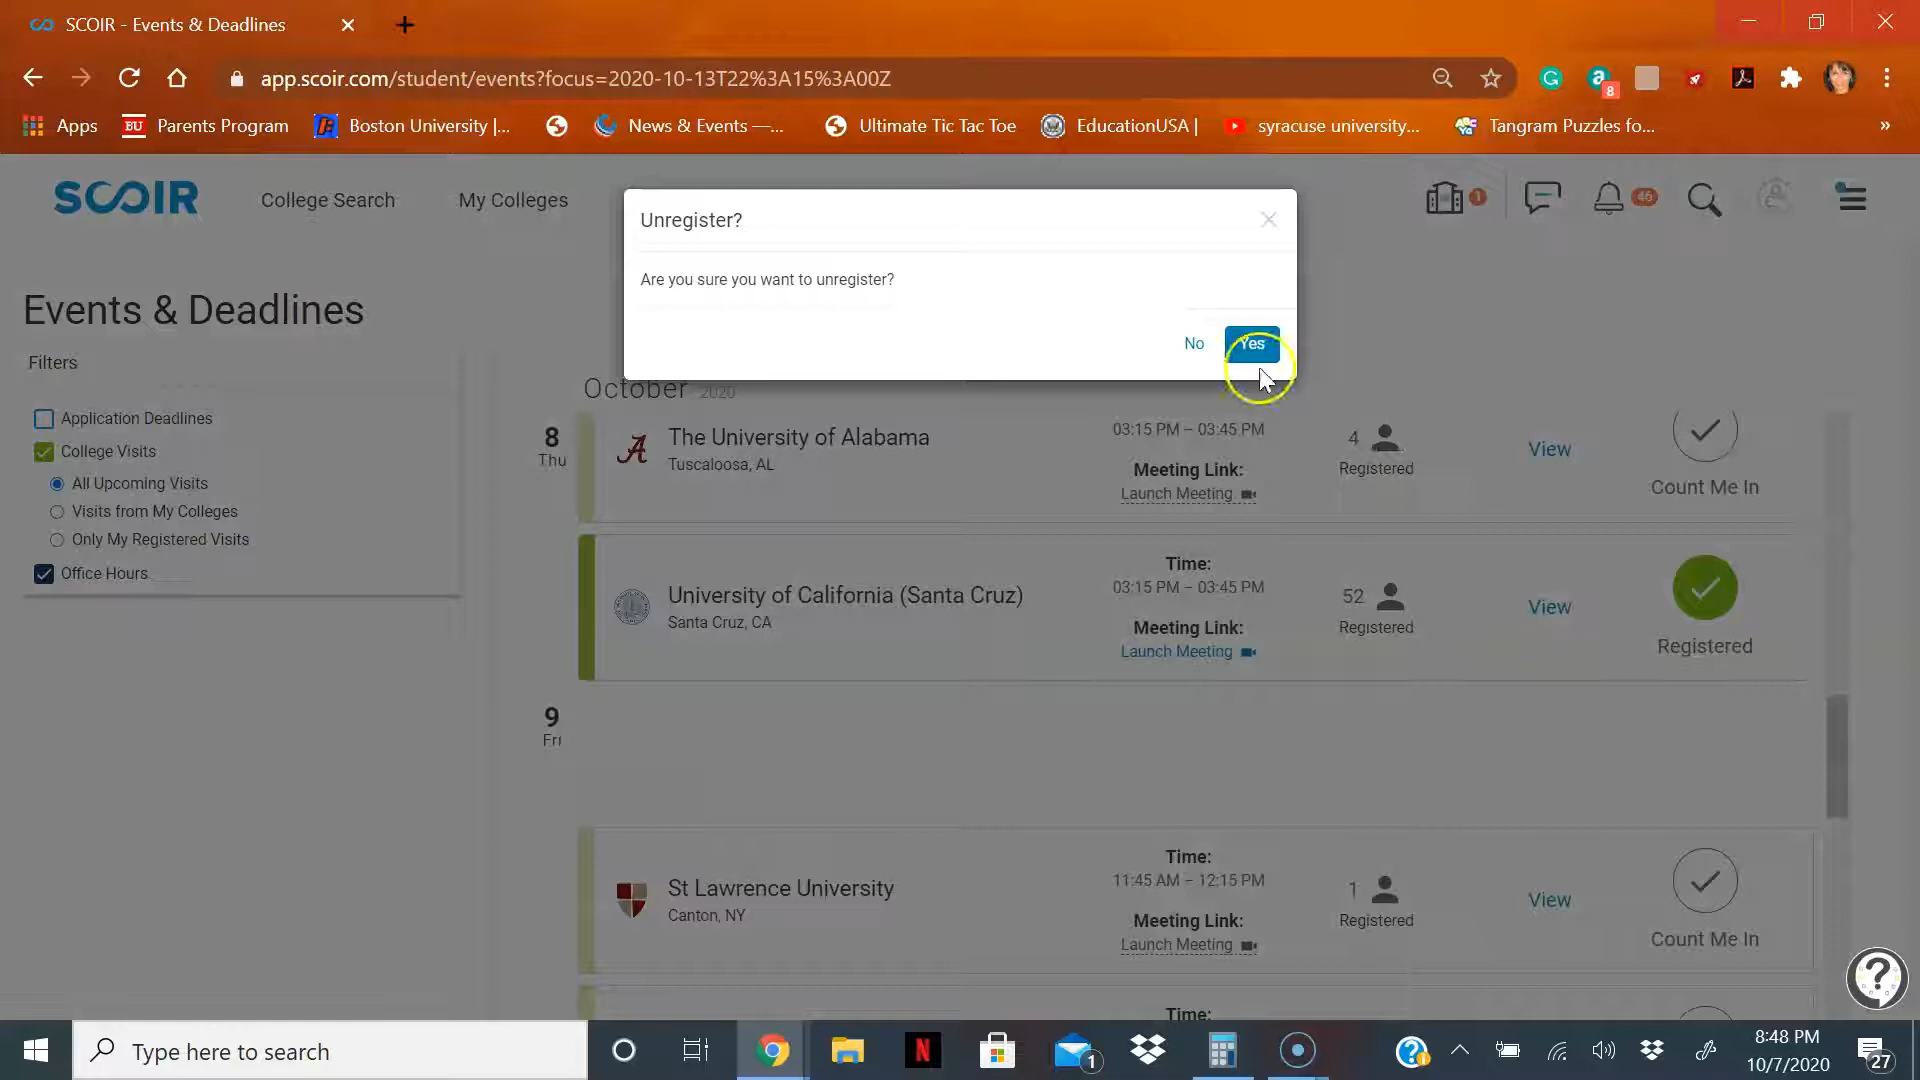 SCOIR - Events & Deadlines
app.scoir.com/student/events?focus=2020-10-13T22%3A15%3A00Z
8
Apps
BU
Parents Program
Boston University |...
News & Events —...
Ultimate Tic Tac Toe
EducationUSA |
syracuse university...
Tangram Puzzles fo...
»
SCOIR
College Search
My Colleges
1
46
Unregister?
Are you sure you want to unregister?
No
Yes
Events & Deadlines
Filters
Application Deadlines
College Visits
All Upcoming Visits
Visits from My Colleges
Only My Registered Visits
Office Hours
October 2020
8
Thu
The University of Alabama
Tuscaloosa, AL
03:15 PM – 03:45 PM
Meeting Link:
Launch Meeting
4
Registered
View
Count Me In
University of California (Santa Cruz)
Santa Cruz, CA
Time:
03:15 PM – 03:45 PM
Meeting Link:
Launch Meeting
52
Registered
View
Registered
9
Fri
St Lawrence University
Canton, NY
Time:
11:45 AM – 12:15 PM
Meeting Link:
Launch Meeting
1
Registered
View
Count Me In
Time:
Type here to search
1
8:48 PM
10/7/2020
27